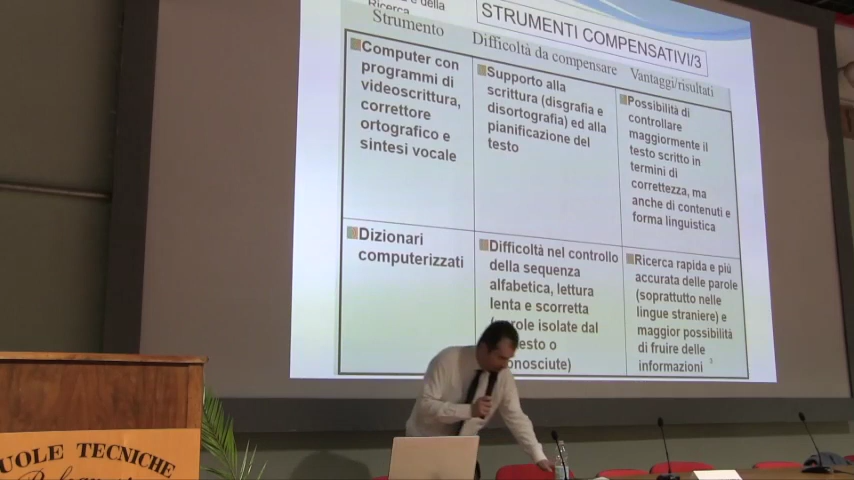 e della
Ricerca
STRUMENTI COMPENSATIVI/3
Strumento
Difficoltà da compensare
Vantaggi/risultati
Computer con
programmi di
videoscrittura,
correttore
ortografico e
sintesi vocale
Supporto alla
scrittura (disgrafia e
disortografia) ed alla
pianificazione del
testo
Possibilità di
controllare
maggiormente il
testo scritto in
termini di
correttezza, ma
anche di contenuti e
forma linguistica
Dizionari
computerizzati
Difficoltà nel controllo
della sequenza
alfabetica, lettura
lenta e scorretta
isolate dal
o
Ricerca rapida e più
accurata delle parole
(soprattutto nelle
lingue straniere) e
maggior possibilità
di fruire delle
informazioni
TECNICHE